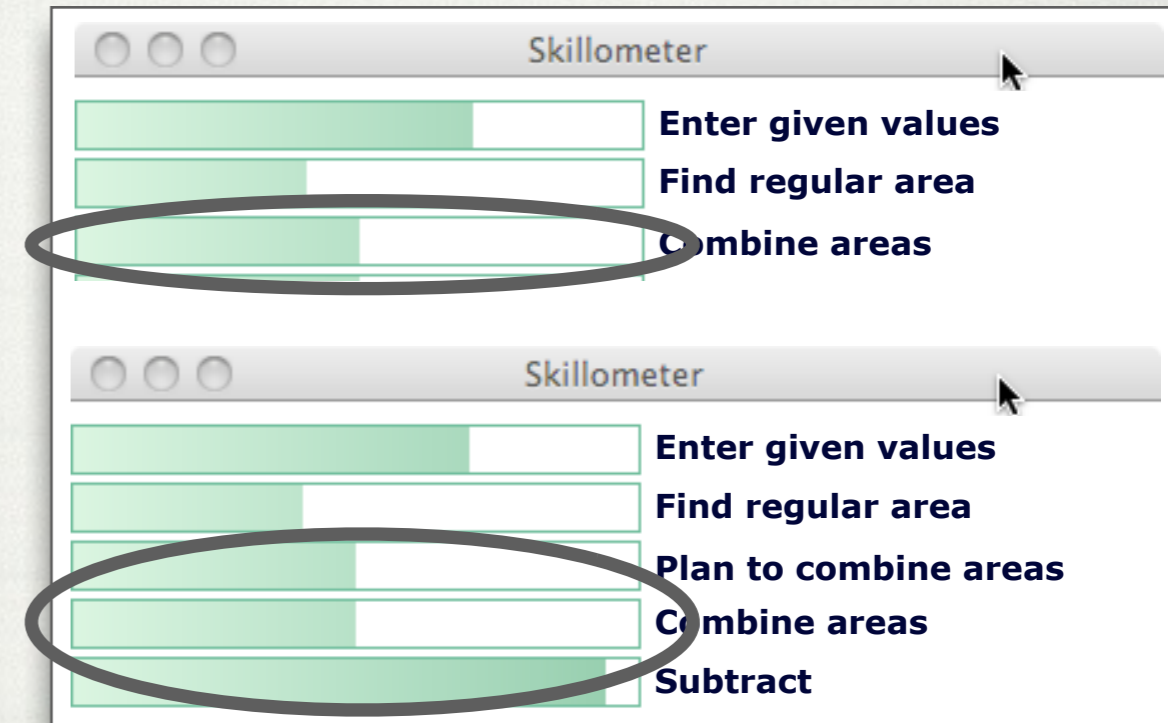 Skillometer
Enter given values
Find regular area
Combine areas
Skillometer
Enter given values
Find regular area
Plan to combine areas
Combine areas
Subtract